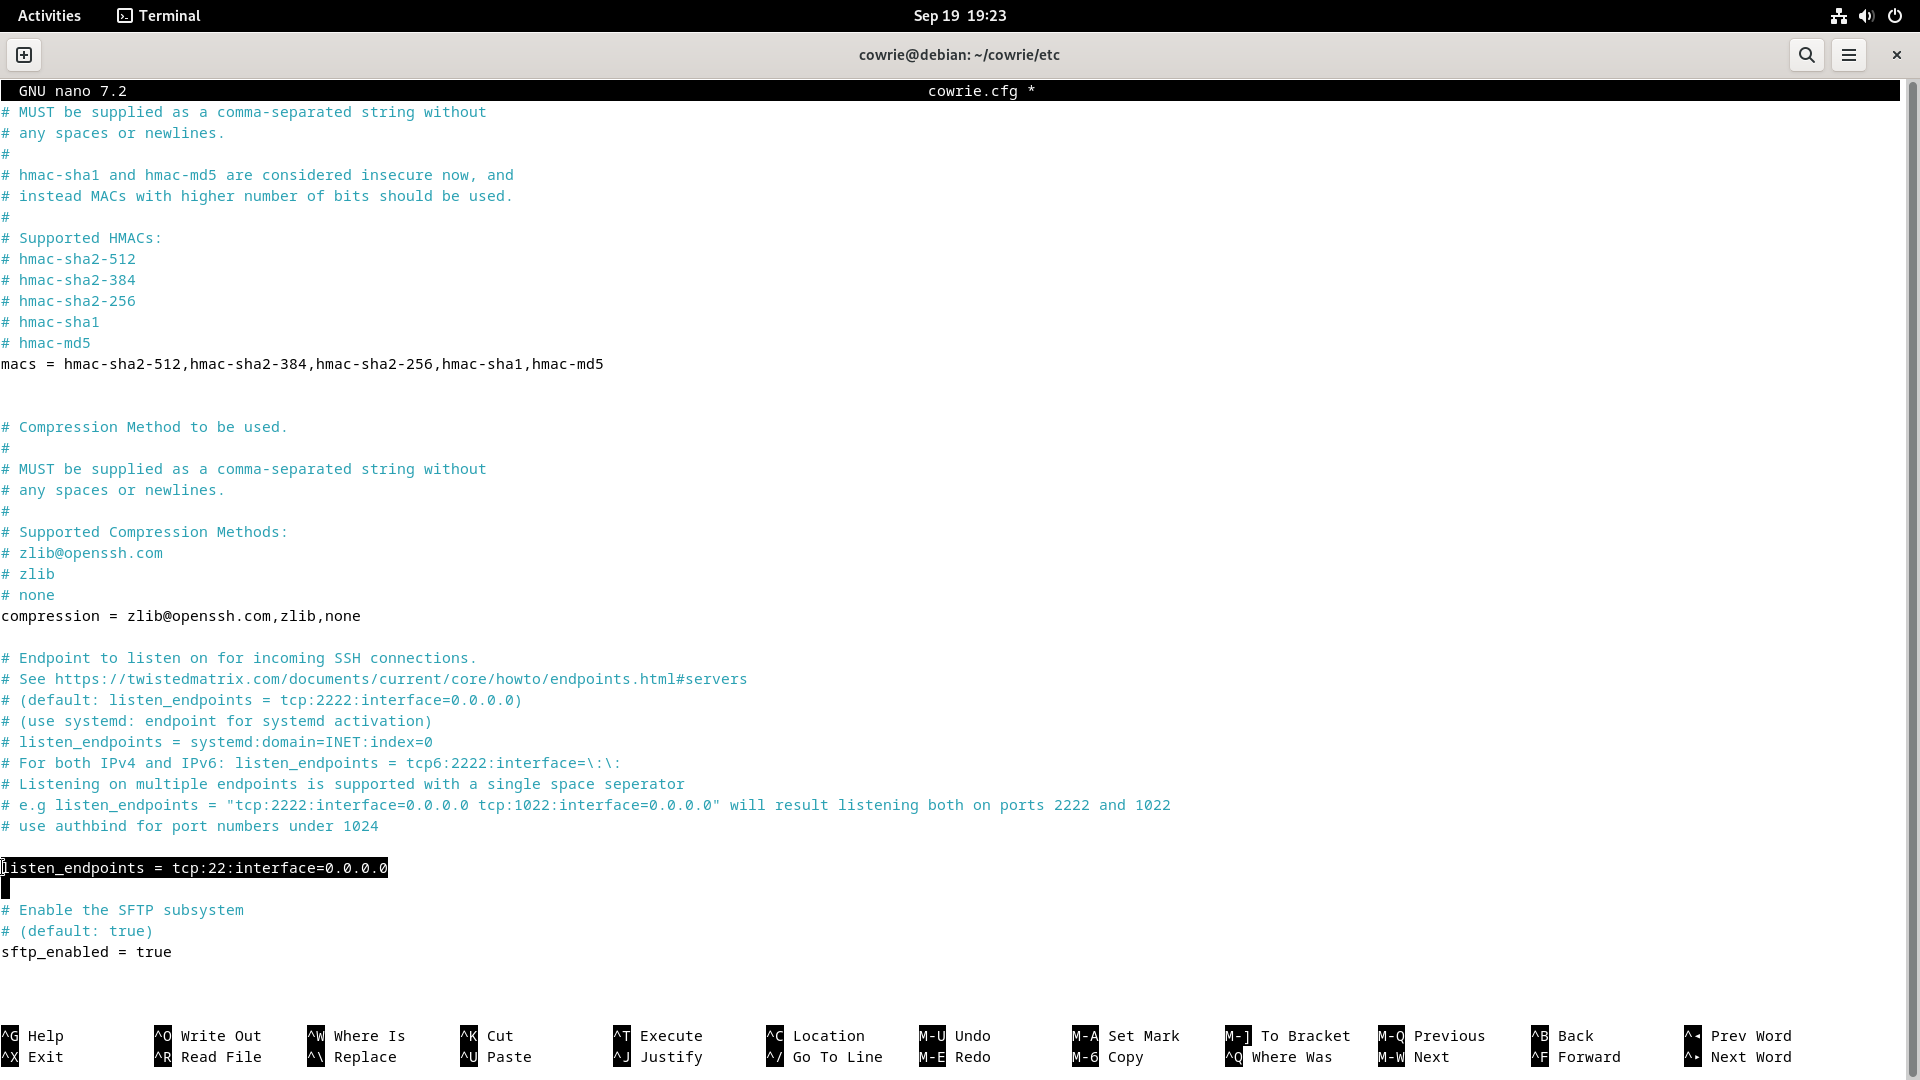 Activities Terminal Sep 19 19:23
cowrie@debian: ~/cowrie/etc
GNU nano 7.2 cowrie.cfg *
# MUST be supplied as a comma-separated string without
# any spaces or newlines.
#
# hmac-sha1 and hmac-md5 are considered insecure now, and
# instead MACs with higher number of bits should be used.
#
# Supported HMACs:
# hmac-sha2-512
# hmac-sha2-384
# hmac-sha2-256
# hmac-sha1
# hmac-md5
macs = hmac-sha2-512,hmac-sha2-384,hmac-sha2-256,hmac-sha1,hmac-md5
# Compression Method to be used.
#
# MUST be supplied as a comma-separated string without
# any spaces or newlines.
#
# Supported Compression Methods:
# zlib@openssh.com
# zlib
# none
compression = zlib@openssh.com,zlib,none
# Endpoint to listen on for incoming SSH connections.
# See https://twistedmatrix.com/documents/current/core/howto/endpoints.html#servers
# (default: listen_endpoints = tcp:2222:interface=0.0.0.0)
# (use systemd: endpoint for systemd activation)
# listen_endpoints = systemd:domain=INET:index=0
# For both IPv4 and IPv6: listen_endpoints = tcp6:2222:interface=\:\:
# Listening on multiple endpoints is supported with a single space seperator
# e.g listen_endpoints = "tcp:2222:interface=0.0.0.0 tcp:1022:interface=0.0.0.0" will result listening both on ports 2222 and 1022
# use authbind for port numbers under 1024
listen_endpoints = tcp:22:interface=0.0.0.0
# Enable the SFTP subsystem
# (default: true)
sftp_enabled = true
^G Help ^O Write Out ^W Where Is ^K Cut ^T Execute ^C Location M-U Undo M-A Set Mark M-] To Bracket M-Q Previous ^B Back ^◂ Prev Word
^X Exit ^R Read File ^\ Replace ^U Paste ^J Justify ^/ Go To Line M-E Redo M-6 Copy ^Q Where Was M-W Next ^F Forward ^▸ Next Word